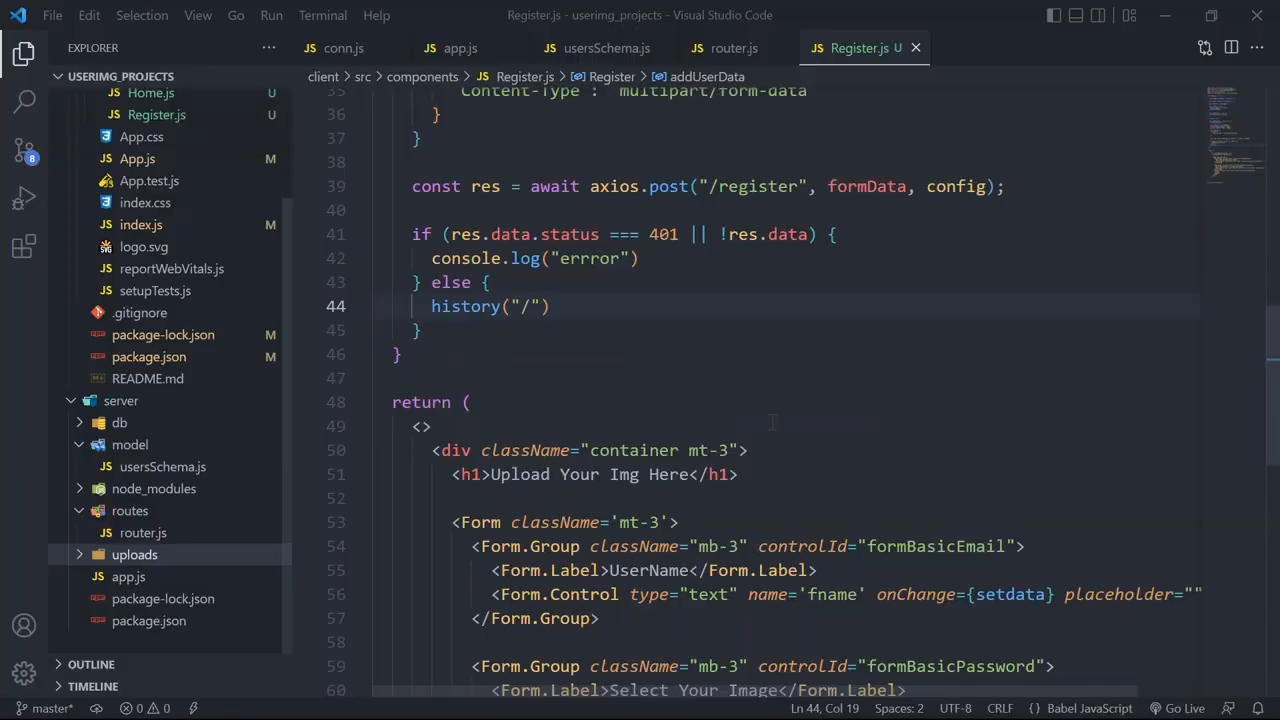 File Edit Selection View Go Run Terminal Help Register.js - userimg_projects - Visual Studio Code
EXPLORER
USERIMG_PROJECTS
Home.js U
Register.js U
App.css
App.js M
App.test.js
index.css
index.js M
logo.svg
reportWebVitals.js
setupTests.js
.gitignore
package-lock.json M
package.json M
README.md
server
db
model
usersSchema.js
node_modules
routes
router.js
uploads
app.js
package-lock.json
package.json
OUTLINE
TIMELINE
8
JS conn.js JS app.js JS usersSchema.js JS router.js JS Register.js U
client > src > components > JS Register.js > Register > addUserData
35 "Content-Type": "multipart/form-data"
36 }
37 }
38
39 const res = await axios.post("/register", formData, config);
40
41 if (res.data.status === 401 || !res.data) {
42 console.log("errror")
43 } else {
44 history("/")
45 }
46 }
47
48 return (
49 <>
50 <div className="container mt-3">
51 <h1>Upload Your Img Here</h1>
52
53 <Form className='mt-3'>
54 <Form.Group className="mb-3" controlId="formBasicEmail">
55 <Form.Label>UserName</Form.Label>
56 <Form.Control type="text" name='fname' onChange={setdata} placeholder=""
57 </Form.Group>
58
59 <Form.Group className="mb-3" controlId="formBasicPassword">
60 <Form.Label>Select Your Image</Form.Label>
master* 0 0 Ln 44, Col 19 Spaces: 2 UTF-8 CRLF {} Babel JavaScript Go Live